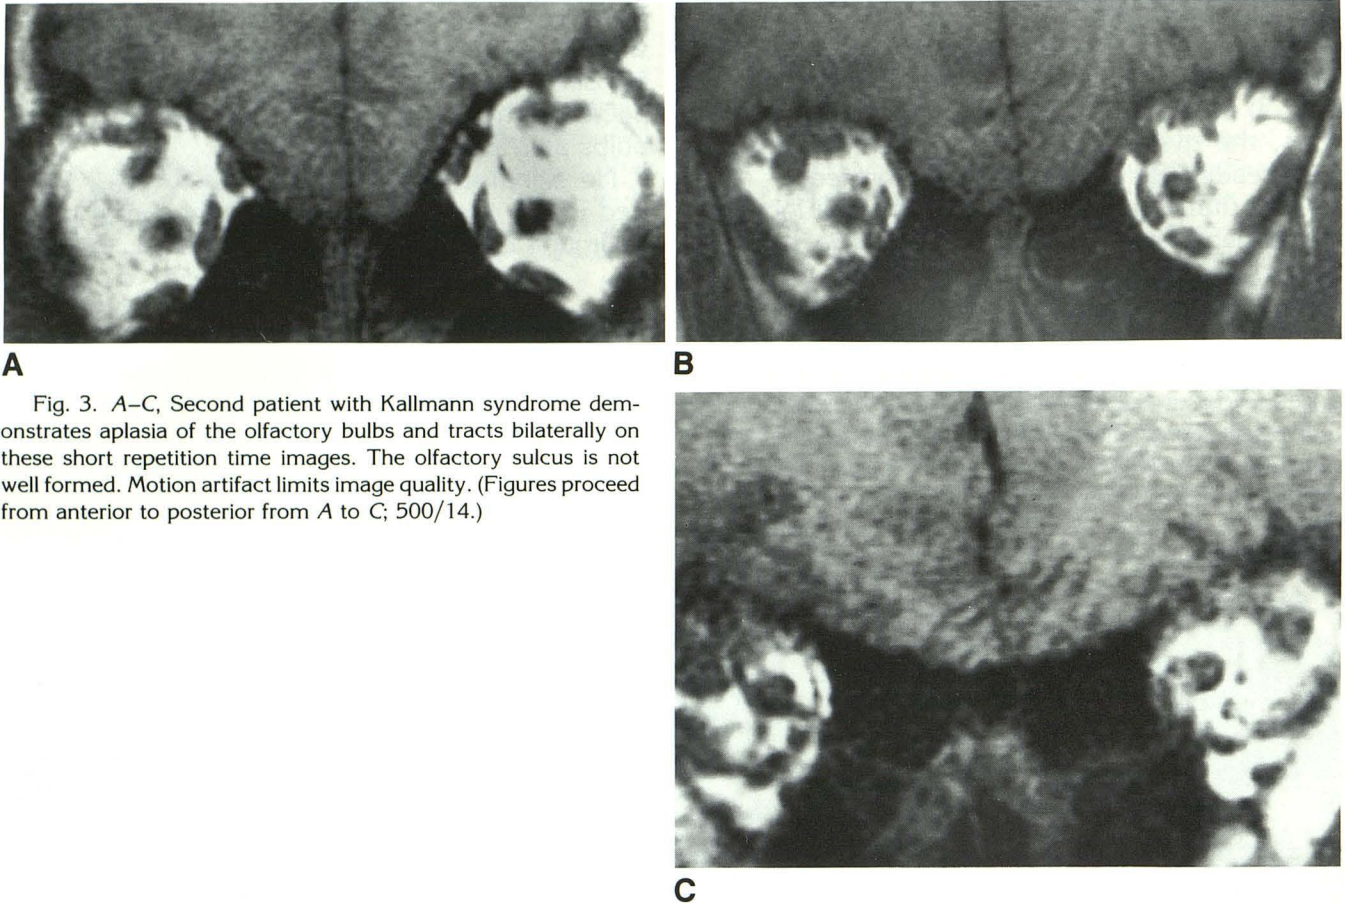 A
B
Fig. 3. A–C, Second patient with Kallmann syndrome dem-
onstrates aplasia of the olfactory bulbs and tracts bilaterally on
these short repetition time images. The olfactory sulcus is not
well formed. Motion artifact limits image quality. (Figures proceed
from anterior to posterior from A to C; 500/14.)
C